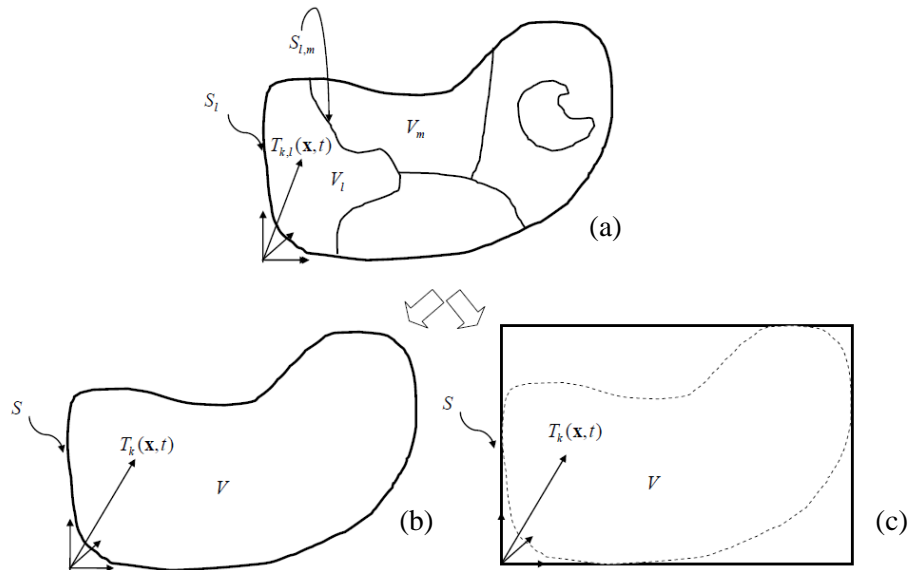 S_{l,m}
S_l
V_m
T_{k,l}(x,t)
V_l
(a)
S
T_k(x,t)
V
(b)
S
T_k(x,t)
V
(c)